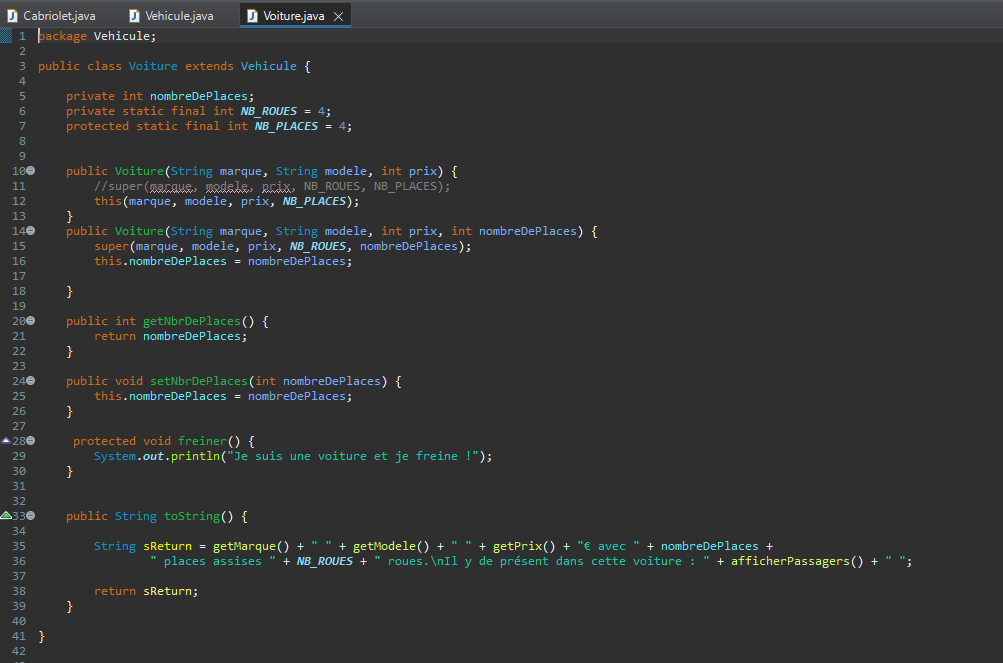 Cabriolet.java Vehicule.java Voiture.java
1 package Vehicule;
2
3 public class Voiture extends Vehicule {
4
5 private int nombreDePlaces;
6 private static final int NB_ROUES = 4;
7 protected static final int NB_PLACES = 4;
8
9
10 public Voiture(String marque, String modele, int prix) {
11 //super(marque, modele, prix, NB_ROUES, NB_PLACES);
12 this(marque, modele, prix, NB_PLACES);
13 }
14 public Voiture(String marque, String modele, int prix, int nombreDePlaces) {
15 super(marque, modele, prix, NB_ROUES, nombreDePlaces);
16 this.nombreDePlaces = nombreDePlaces;
17
18 }
19
20 public int getNbrDePlaces() {
21 return nombreDePlaces;
22 }
23
24 public void setNbrDePlaces(int nombreDePlaces) {
25 this.nombreDePlaces = nombreDePlaces;
26 }
27
28 protected void freiner() {
29 System.out.println("Je suis une voiture et je freine !");
30 }
31
32
33 public String toString() {
34
35 String sReturn = getMarque() + " " + getModele() + " " + getPrix() + "€ avec " + nombreDePlaces +
36 " places assises " + NB_ROUES + " roues.\nIl y de présent dans cette voiture : " + afficherPassagers() + " ";
37
38 return sReturn;
39 }
40
41 }
42